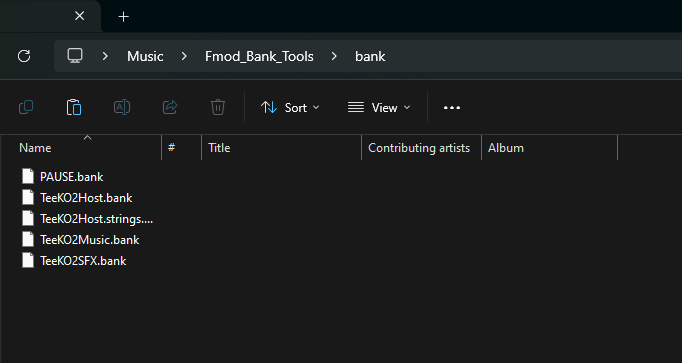 Music > Fmod_Bank_Tools > bank
Sort View
Name # Title Contributing artists Album
PAUSE.bank
TeeKO2Host.bank
TeeKO2Host.strings....
TeeKO2Music.bank
TeeKO2SFX.bank